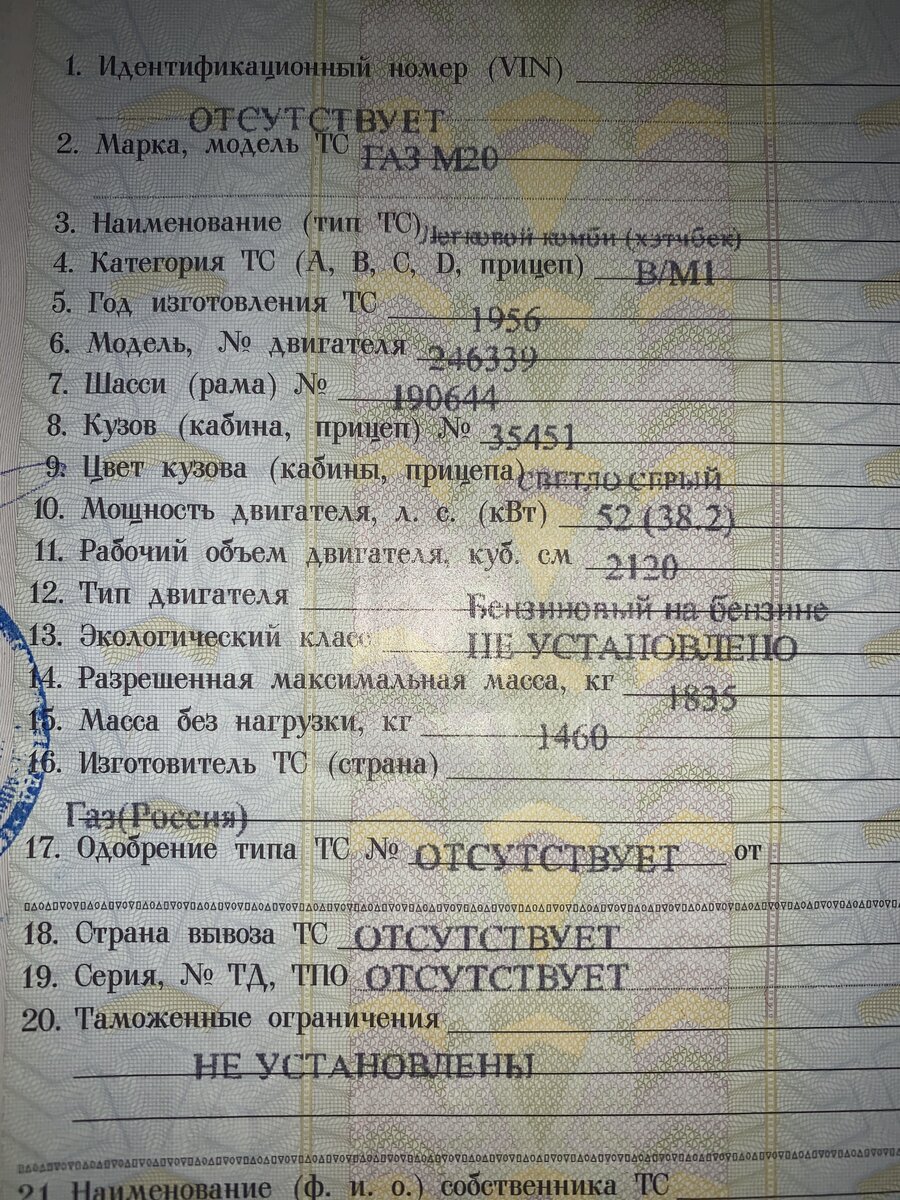 1. Идентификационный номер (VIN)
ОТСУТСТВУЕТ
2. Марка, модель ТС ГАЗ М20
3. Наименование (тип ТС) Легковой комби (хэтчбек)
4. Категория ТС (А, В, С, D, прицеп) В/М1
5. Год изготовления ТС 1956
6. Модель, № двигателя 246339
7. Шасси (рама) № 190644
8. Кузов (кабина, прицеп) № 35451
9. Цвет кузова (кабины, прицепа) СВЕТЛО СЕРЫЙ
10. Мощность двигателя, л. с. (кВт) 52 (38.2)
11. Рабочий объем двигателя, куб. см 2120
12. Тип двигателя Бензиновый на бензине
13. Экологический класс НЕ УСТАНОВЛЕНО
14. Разрешенная максимальная масса, кг 1835
15. Масса без нагрузки, кг 1460
16. Изготовитель ТС (страна)
Газ(Россия)
17. Одобрение типа ТС № ОТСУТСТВУЕТ от
18. Страна вывоза ТС ОТСУТСТВУЕТ
19. Серия, № ТД, ТПО ОТСУТСТВУЕТ
20. Таможенные ограничения
НЕ УСТАНОВЛЕНЫ
21. Наименование (ф. и. о.) собственника ТС